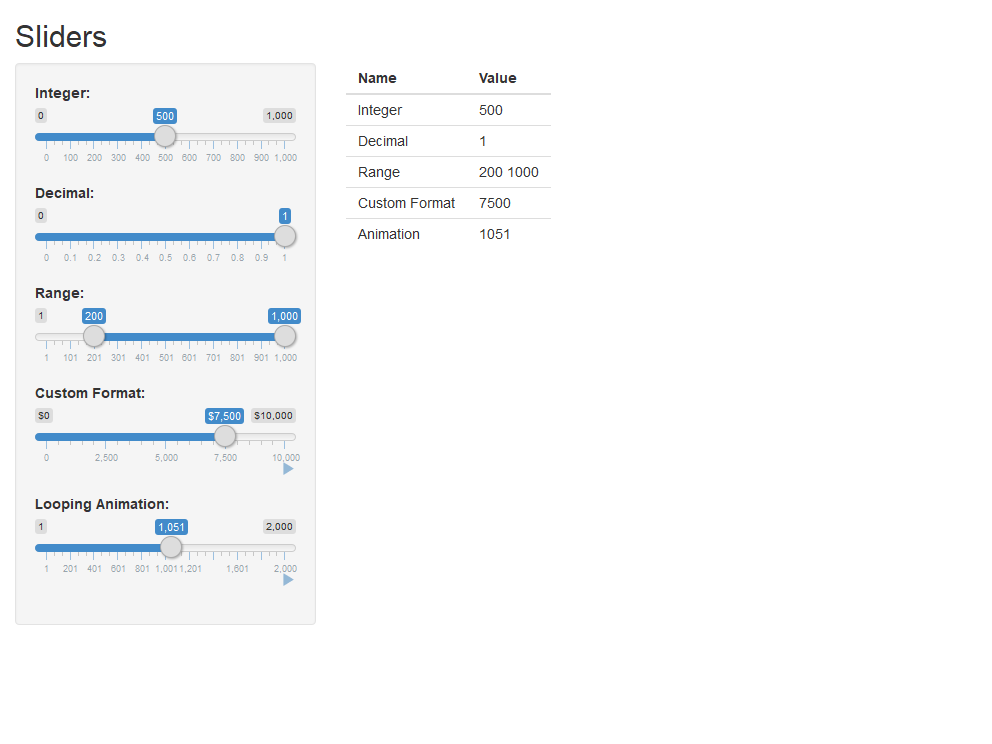 Sliders
Integer:
0 500 1,000
0 100 200 300 400 500 600 700 800 900 1,000
Decimal:
0 1
0 0.1 0.2 0.3 0.4 0.5 0.6 0.7 0.8 0.9 1
Range:
1 200 1,000
1 101 201 301 401 501 601 701 801 901 1,000
Custom Format:
$0 $7,500 $10,000
0 2,500 5,000 7,500 10,000
Looping Animation:
1 1,051 2,000
1 201 401 601 801 1,001 1,201 1,601 2,000
Name Value
Integer 500
Decimal 1
Range 200 1000
Custom Format 7500
Animation 1051